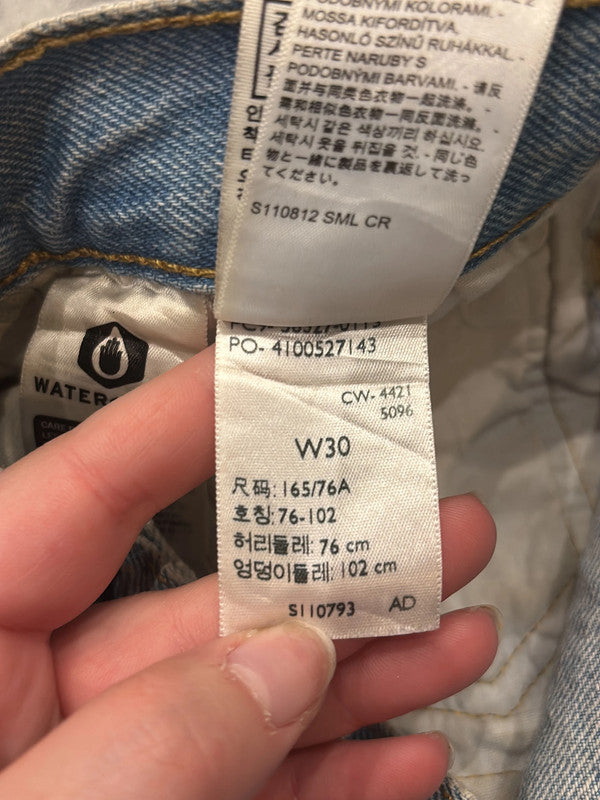 PODOBNÝMI KOLORAMI. -
MOSSA KIFORDÍTVA,
HASONLÓ SZÍNŰ RUHÁKKAL. -
PERTE NARUBY S
PODOBNÝMI BARVAMI. - 请反
面并与同类色衣物一起洗涤。 -
需和相似色衣物一同反面洗涤。
세탁시 같은 색상끼리 하십시오.
세탁시 옷을 뒤집을 것. - 同じ色
物と一緒に製品を裏返して洗っ
てください。
S110812 SML CR
PO- 4100527143
CW- 4421
5096
W30
尺码: 165/76A
호칭: 76-102
허리둘레: 76 cm
엉덩이둘레: 102 cm
S110793 AD
WATER
CARE